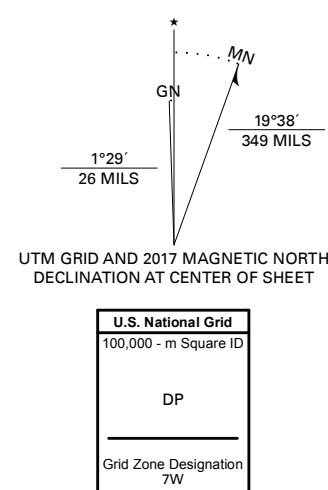 ★
MN
GN
19°38´
349 MILS
1°29´
26 MILS
UTM GRID AND 2017 MAGNETIC NORTH
DECLINATION AT CENTER OF SHEET
U.S. National Grid
100,000 - m Square ID
DP
Grid Zone Designation
7W